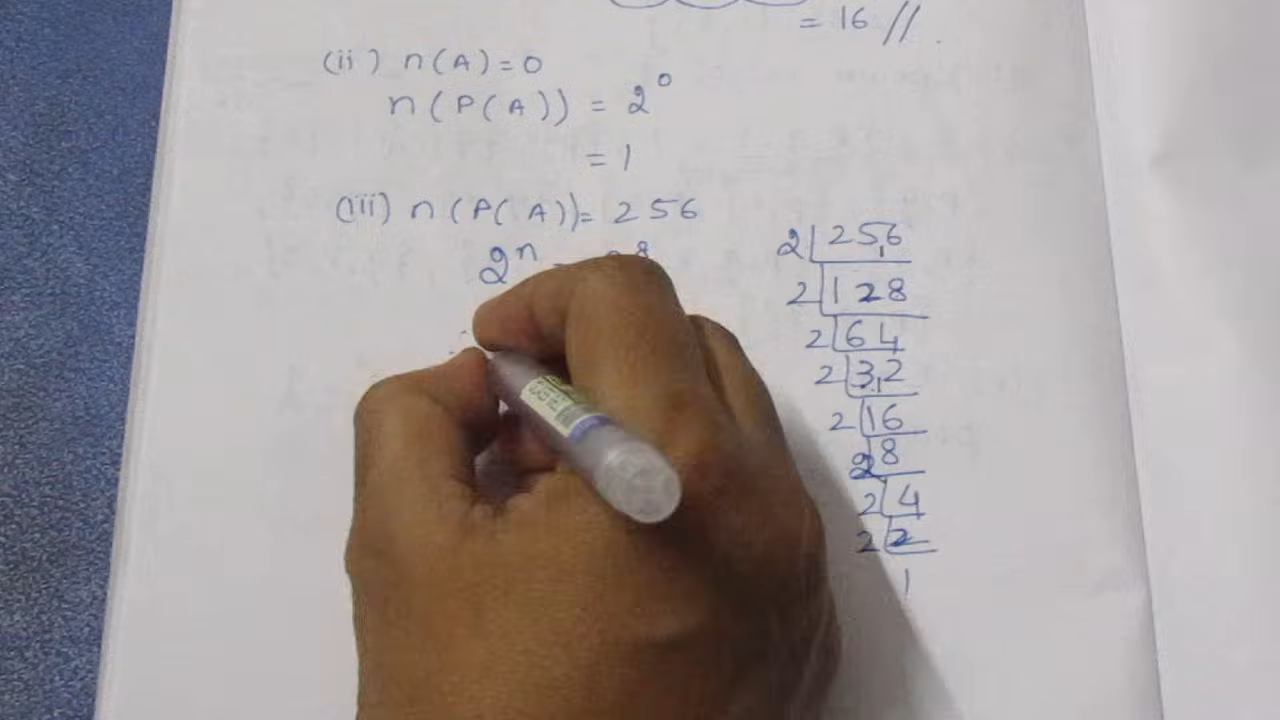 = 16 //
(ii) n(A) = 0
n(P(A)) = 2⁰
= 1
(iii) n(P(A)) = 256
2ⁿ = 2⁸
2 | 256
2 | 128
2 | 64
2 | 32
2 | 16
2 | 8
2 | 4
2 | 2
1